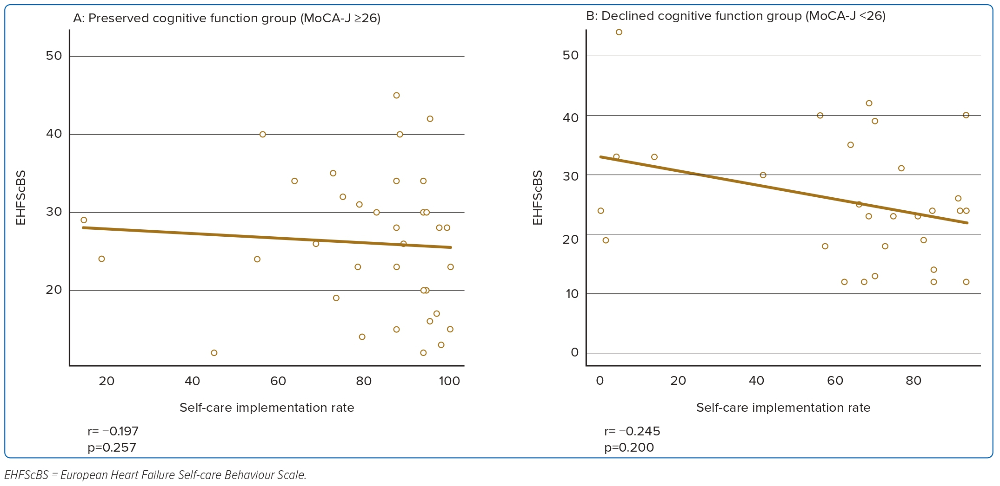 A: Preserved cognitive function group (MoCA-J ≥26)
50
40
30
20
EHFScBS
20 40 60 80 100
Self-care implementation rate
r= −0.197
p=0.257
B: Declined cognitive function group (MoCA-J <26)
50
40
30
20
10
0
EHFScBS
0 20 40 60 80
Self-care implementation rate
r= −0.245
p=0.200
EHFScBS = European Heart Failure Self-care Behaviour Scale.